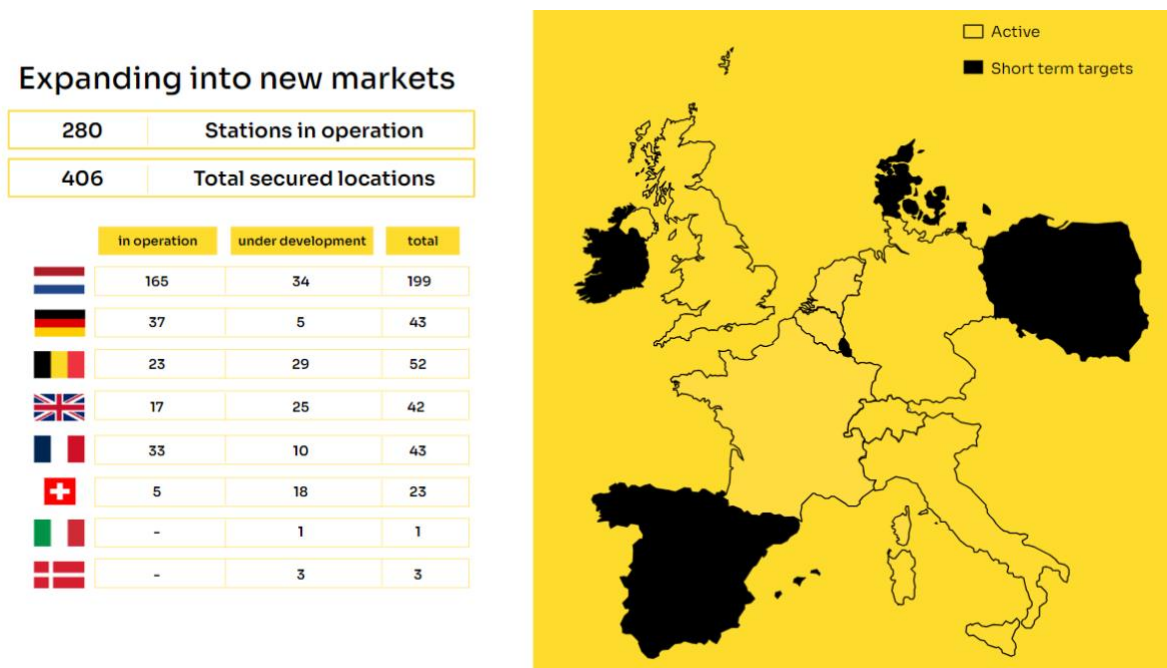 Expanding into new markets
280 Stations in operation
406 Total secured locations
in operation under development total
165 34 199
37 5 43
23 29 52
17 25 42
33 10 43
5 18 23
- 1 1
- 3 3
Active
Short term targets